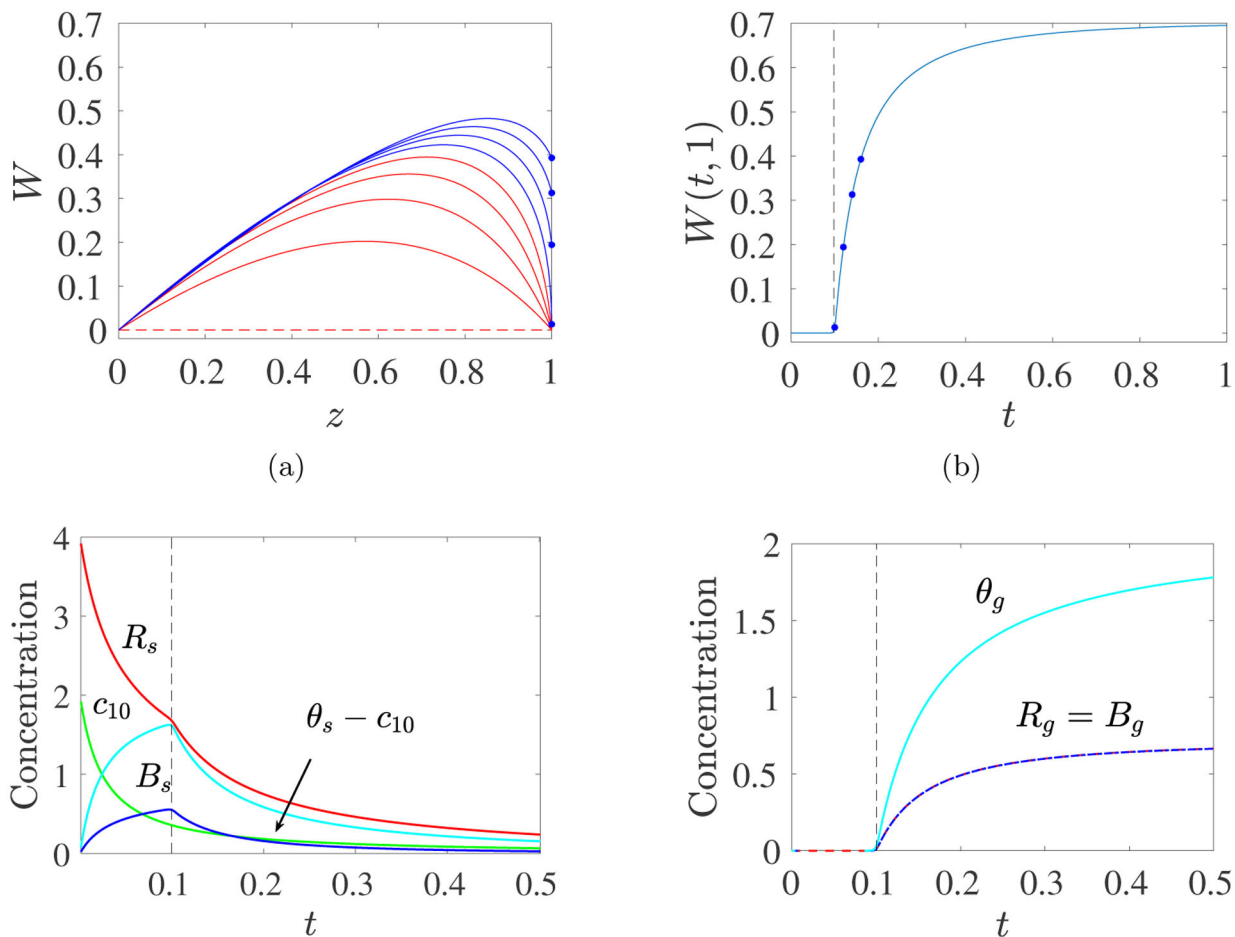 0.7
0.6
0.5
0.4
0.3
0.2
0.1
0
W
0 0.2 0.4 0.6 0.8 1
z
(a)
0.7
0.6
0.5
0.4
0.3
0.2
0.1
0
W(t, 1)
0 0.2 0.4 0.6 0.8 1
t
(b)
4
3
2
1
0
Concentration
R_s
c_{10}
B_s
θ_s − c_{10}
0.1 0.2 0.3 0.4 0.5
t
2
1.5
1
0.5
0
Concentration
θ_g
R_g = B_g
0 0.1 0.2 0.3 0.4 0.5
t